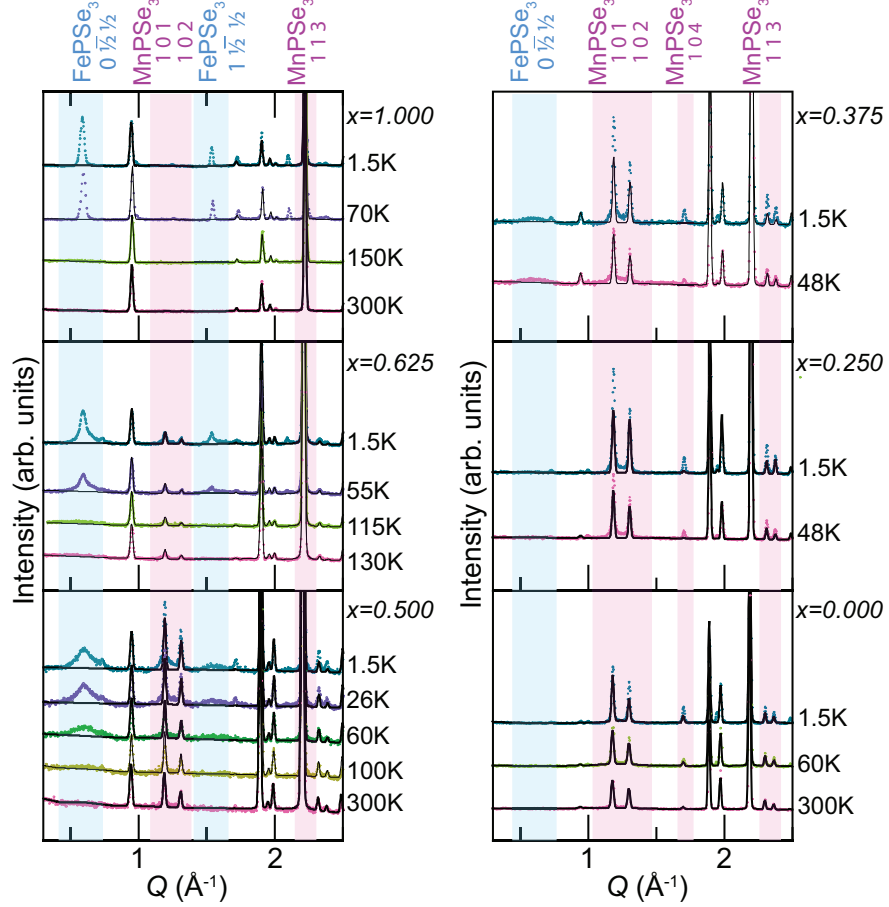 FePSe3
0 1̅/2 ½
MnPSe3
1 0 1
1 0 2
FePSe3
1 1̅/2 ½
MnPSe3
1 1 3
x=1.000
1.5K
70K
150K
300K
x=0.625
1.5K
55K
115K
130K
x=0.500
1.5K
26K
60K
100K
300K
Intensity (arb. units)
1
2
Q (Å-1)
FePSe3
0 1̅/2 ½
MnPSe3
1 0 1
1 0 2
MnPSe3
1 0 4
MnPSe3
1 1 3
x=0.375
1.5K
48K
x=0.250
1.5K
48K
x=0.000
1.5K
60K
300K
Intensity (arb. units)
1
2
Q (Å-1)